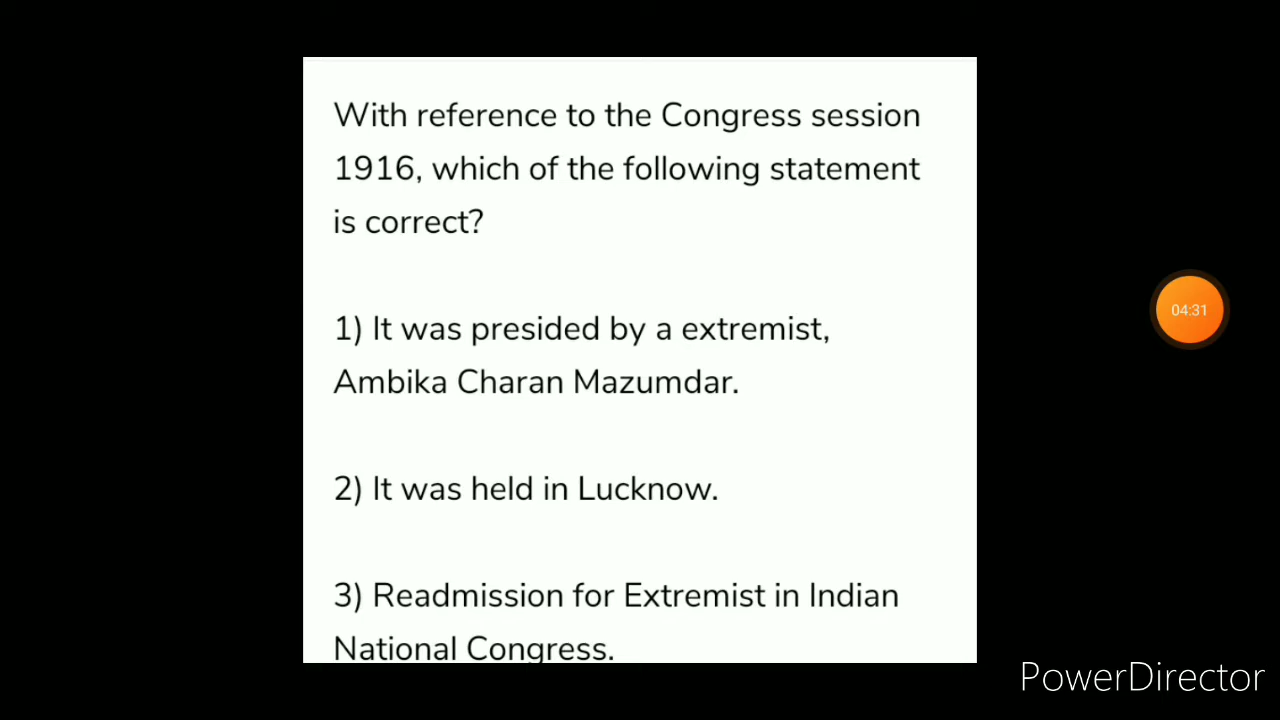 With reference to the Congress session
1916, which of the following statement
is correct?
1) It was presided by a extremist,
Ambika Charan Mazumdar.
2) It was held in Lucknow.
3) Readmission for Extremist in Indian
National Congress.
04:31
PowerDirector